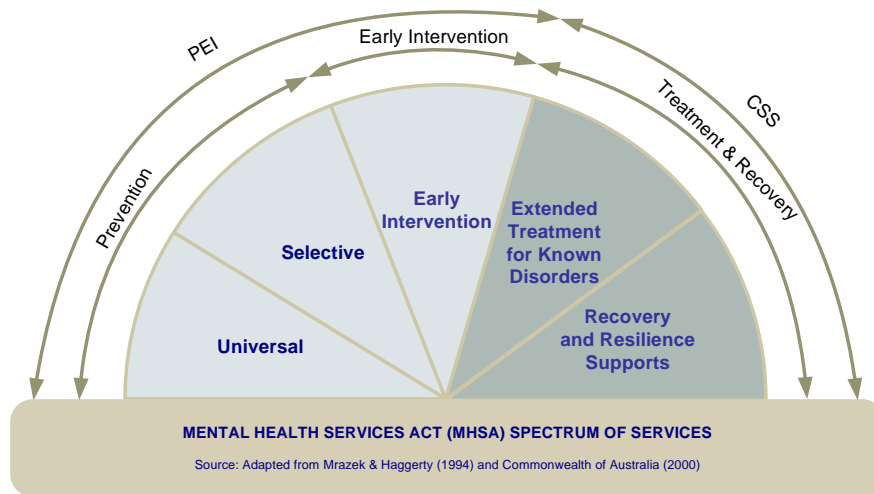 PEI
Early Intervention
CSS
Prevention
Treatment & Recovery
Universal
Selective
Early
Intervention
Extended
Treatment
for Known
Disorders
Recovery
and Resilience
Supports
MENTAL HEALTH SERVICES ACT (MHSA) SPECTRUM OF SERVICES
Source: Adapted from Mrazek & Haggerty (1994) and Commonwealth of Australia (2000)